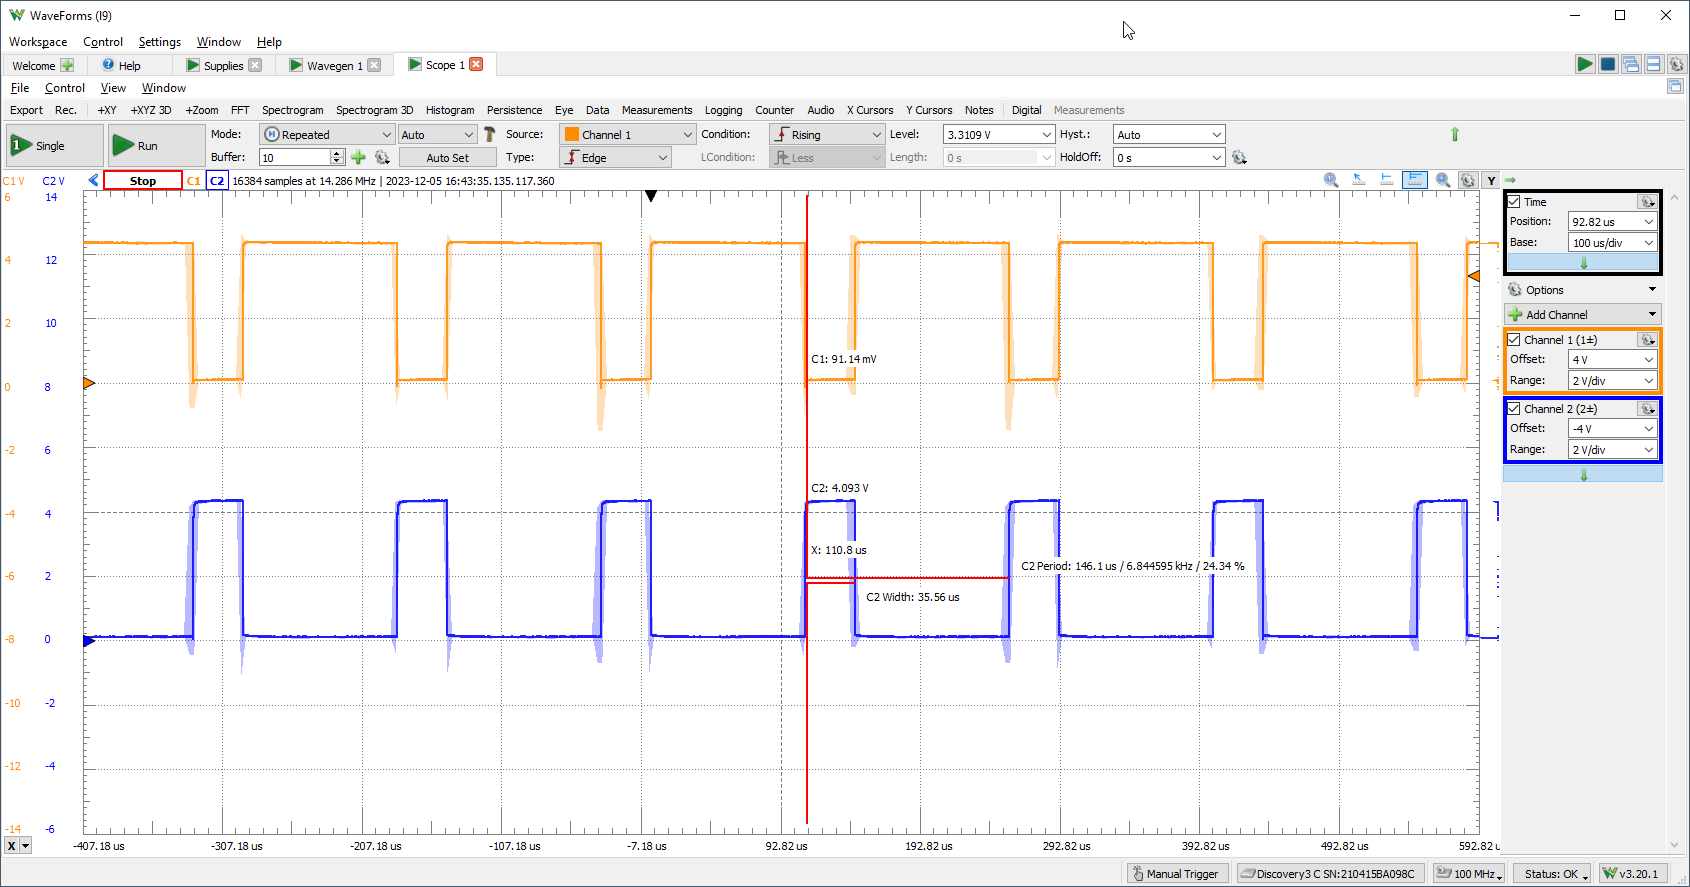 WaveForms (I9)
Workspace Control Settings Window Help
Welcome Help Supplies Wavegen 1 Scope 1
File Control View Window
Export Rec. +XY +XYZ 3D +Zoom FFT Spectrogram Spectrogram 3D Histogram Persistence Eye Data Measurements Logging Counter Audio X Cursors Y Cursors Notes Digital Measurements
1 Single Run Mode: Repeated Auto Source: Channel 1 Condition: Rising Level: 3.3109 V Hyst.: Auto
Buffer: 10 Auto Set Type: Edge LCondition: Less Length: 0 s HoldOff: 0 s
C1 V C2 V Stop C1 C2 16384 samples at 14.286 MHz | 2023-12-05 16:43:35.135.117.360 Y
6 14
4 12
2 10
0 8
-2 6
-4 4
-6 2
-8 0
-10 -2
-12 -4
-14 -6
C1: 91.14 mV
C2: 4.093 V
X: 110.8 us
C2 Period: 146.1 us / 6.844595 kHz / 24.34 %
C2 Width: 35.56 us
X -407.18 us -307.18 us -207.18 us -107.18 us -7.18 us 92.82 us 192.82 us 292.82 us 392.82 us 492.82 us 592.82 u
Time
Position: 92.82 us
Base: 100 us/div
Options
Add Channel
Channel 1 (1±)
Offset: 4 V
Range: 2 V/div
Channel 2 (2±)
Offset: -4 V
Range: 2 V/div
Manual Trigger Discovery3 C SN:210415BA098C 100 MHz Status: OK v3.20.1